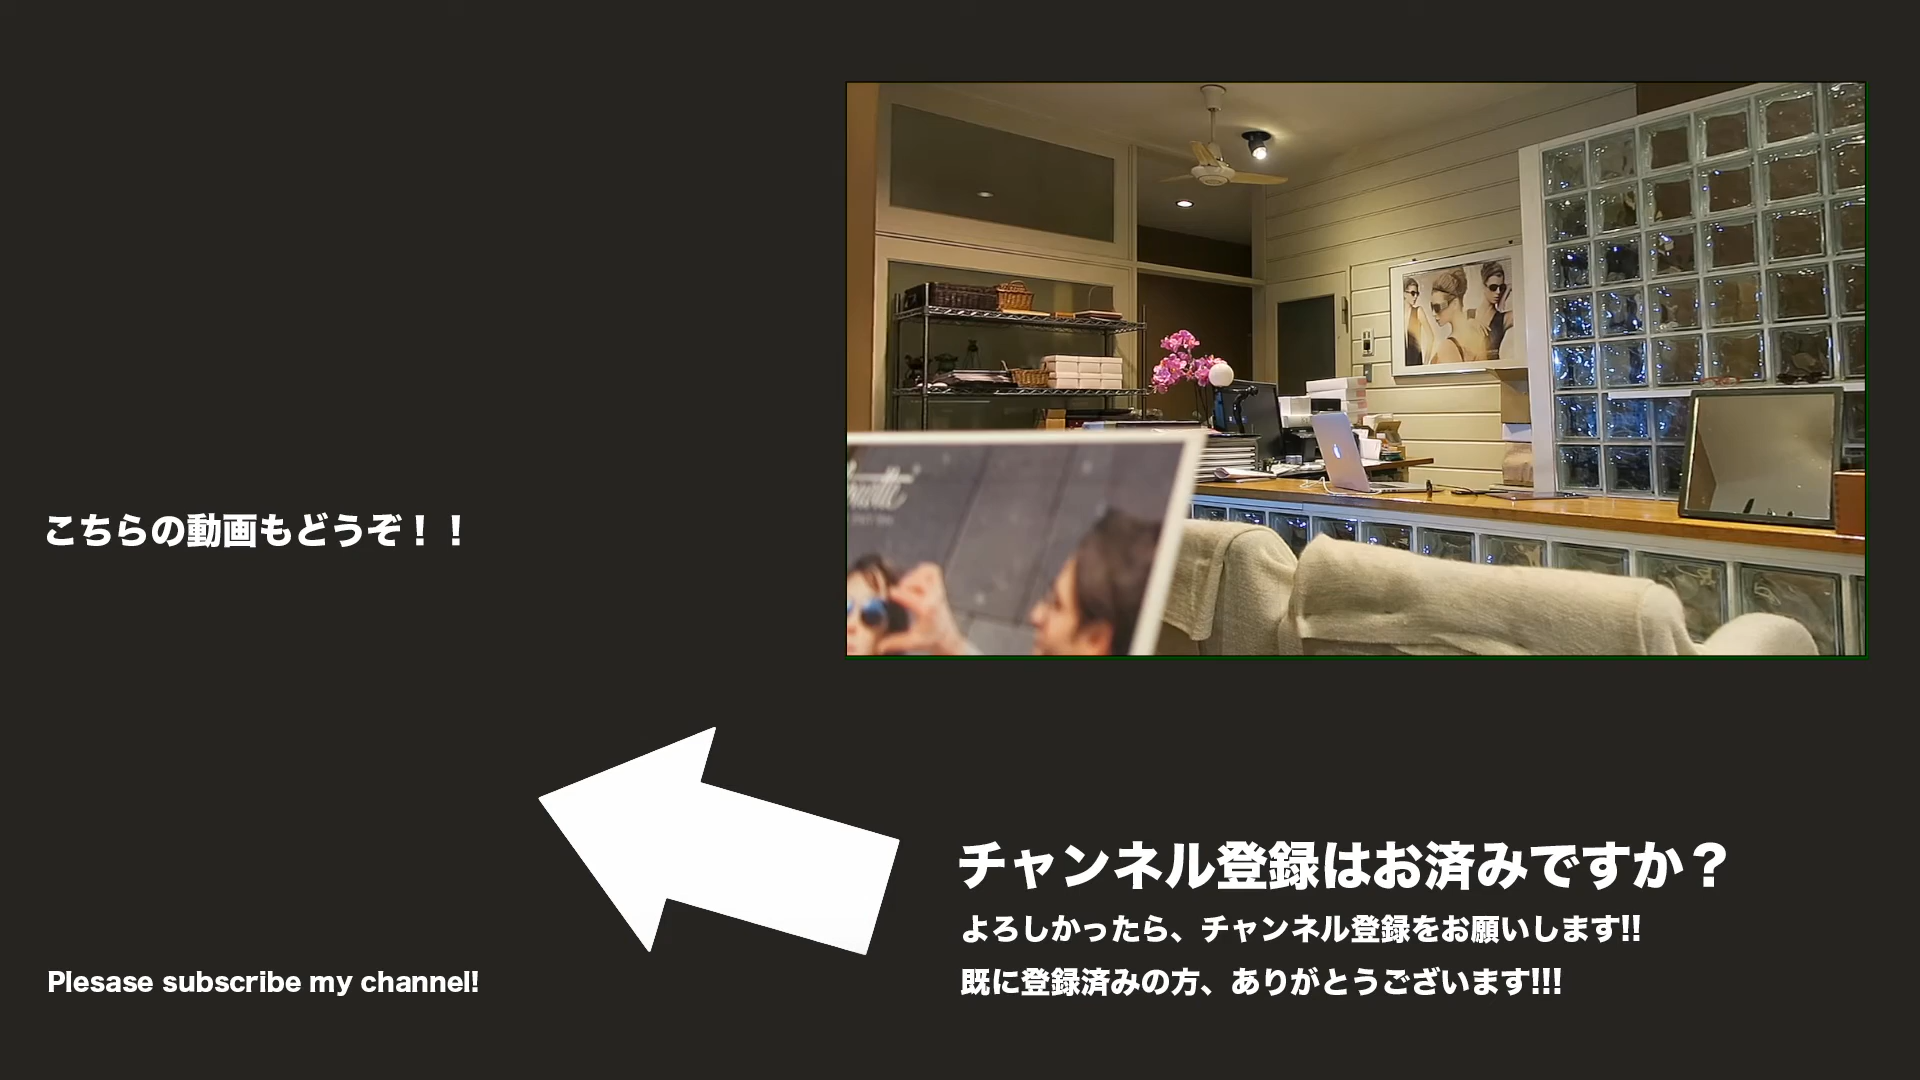 こちらの動画もどうぞ！！
チャンネル登録はお済みですか？
よろしかったら、チャンネル登録をお願いします!!
既に登録済みの方、ありがとうございます!!!
Plesase subscribe my channel!